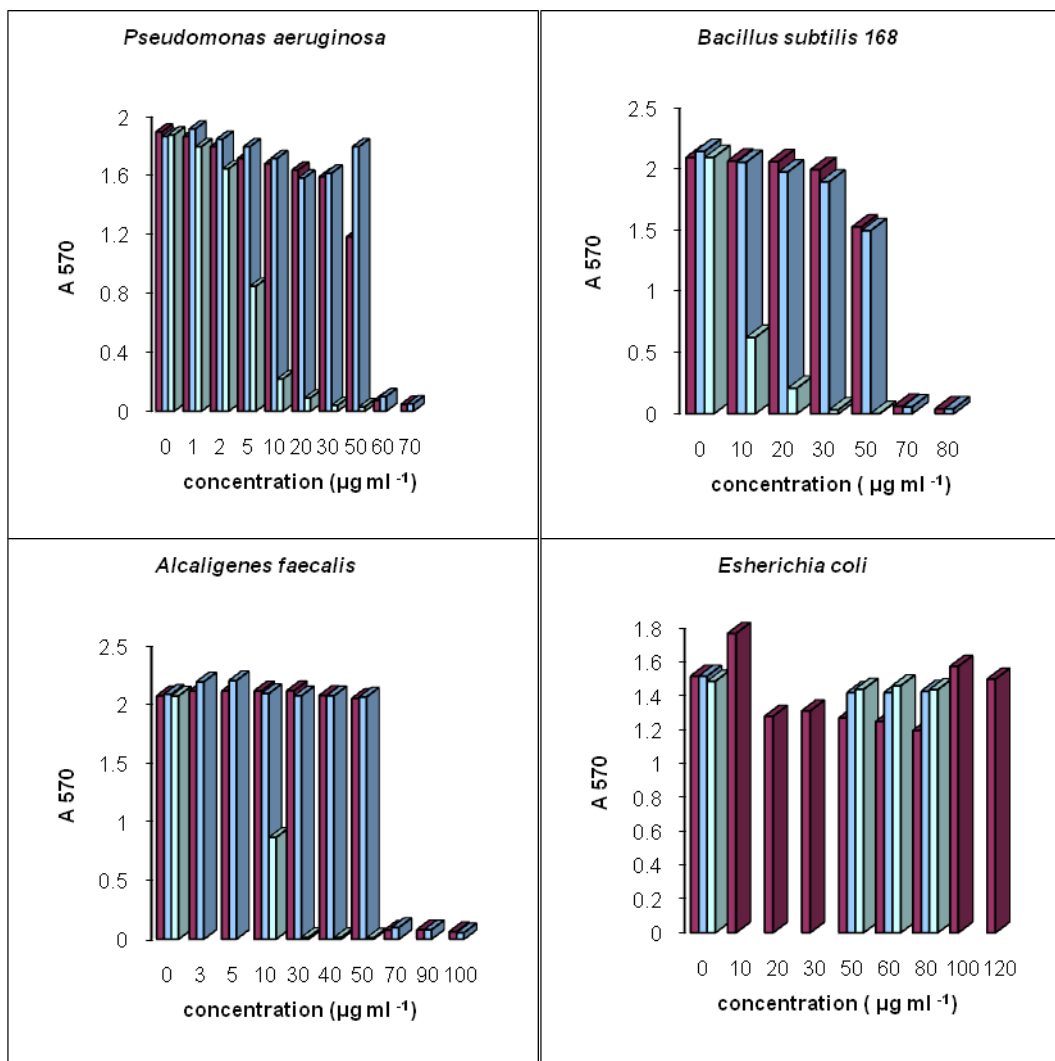 Pseudomonas aeruginosa
2
1.6
1.2
0.8
0.4
0
A 570
0 1 2 5 10 20 30 50 60 70
concentration (µg ml -1)
Bacillus subtilis 168
2.5
2
1.5
1
0.5
0
A 570
0 10 20 30 50 70 80
concentration ( µg ml -1)
Alcaligenes faecalis
2.5
2
1.5
1
0.5
0
A 570
0 3 5 10 30 40 50 70 90 100
concentration (µg ml -1)
Esherichia coli
1.8
1.6
1.4
1.2
1
0.8
0.6
0.4
0.2
0
A 570
0 10 20 30 50 60 80 100 120
concentration ( µg ml -1)